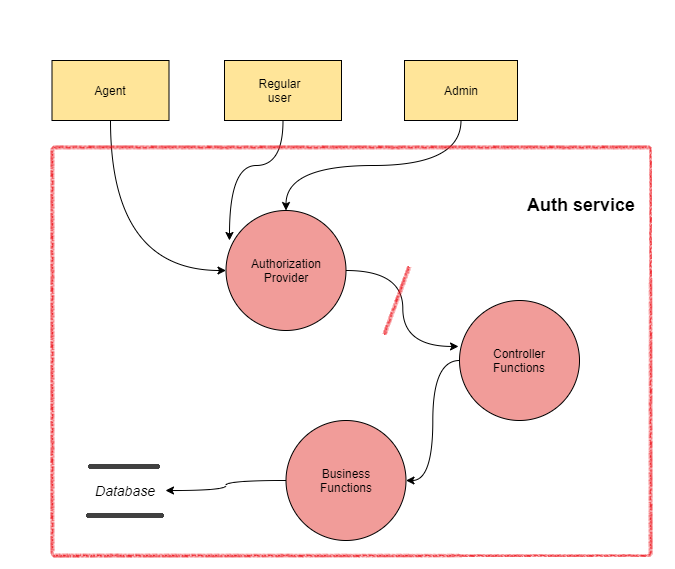 Agent
Regular
user
Admin
Auth service
Authorization
Provider
Controller
Functions
Business
Functions
Database